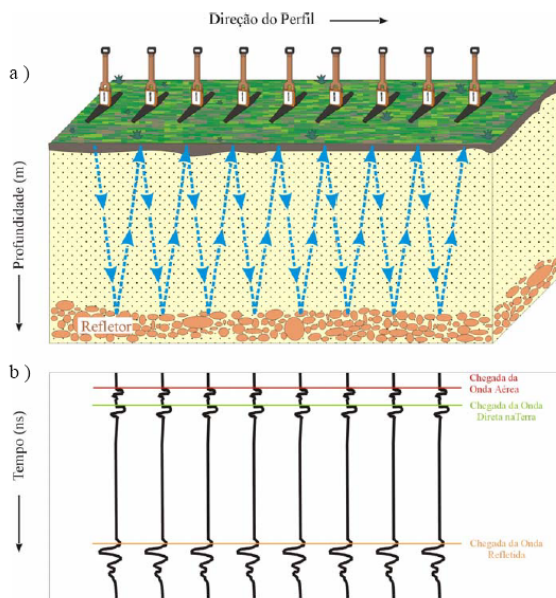 Direção do Perfil
a )
Profundidade (m)
Refletor
b )
Tempo (ns)
Chegada da
Onda Aérea
Chegada da Onda
Direta naTerra
Chegada da Onda
Refletida